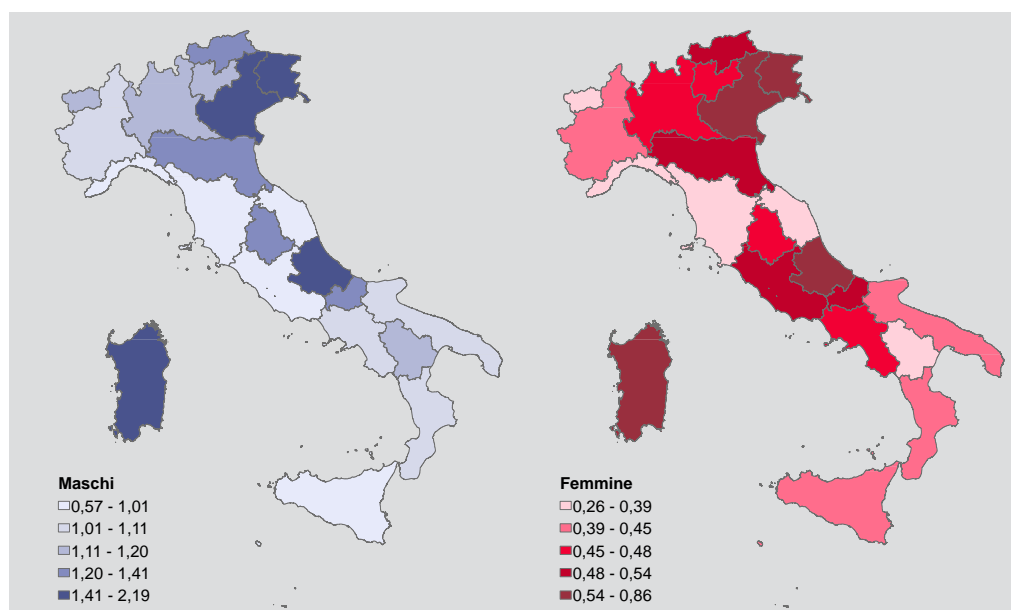 Maschi
0,57 - 1,01
1,01 - 1,11
1,11 - 1,20
1,20 - 1,41
1,41 - 2,19
Femmine
0,26 - 0,39
0,39 - 0,45
0,45 - 0,48
0,48 - 0,54
0,54 - 0,86